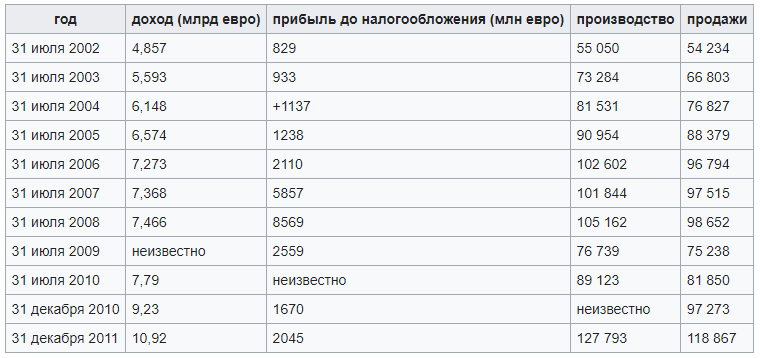 год доход (млрд евро) прибыль до налогообложения (млн евро) производство продажи
31 июля 2002 4,857 829 55 050 54 234
31 июля 2003 5,593 933 73 284 66 803
31 июля 2004 6,148 +1137 81 531 76 827
31 июля 2005 6,574 1238 90 954 88 379
31 июля 2006 7,273 2110 102 602 96 794
31 июля 2007 7,368 5857 101 844 97 515
31 июля 2008 7,466 8569 105 162 98 652
31 июля 2009 неизвестно 2559 76 739 75 238
31 июля 2010 7,79 неизвестно 89 123 81 850
31 декабря 2010 9,23 1670 неизвестно 97 273
31 декабря 2011 10,92 2045 127 793 118 867